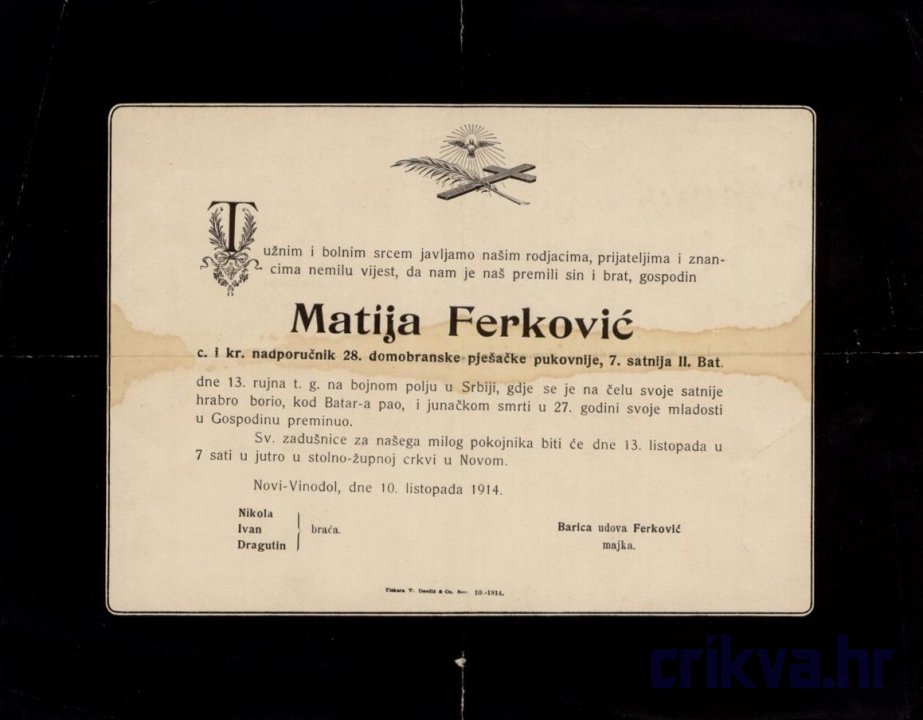 Tužnim i bolnim srcem javljamo našim rodjacima, prijateljima i znan-
cima nemilu vijest, da nam je naš premili sin i brat, gospodin
Matija Ferković
c. i kr. nadporučnik 28. domobranske pješačke pukovnije, 7. satnija II. Bat.
dne 13. rujna t. g. na bojnom polju u Srbiji, gdje se je na čelu svoje satnije
hrabro borio, kod Batar-a pao, i junačkom smrti u 27. godini svoje mladosti
u Gospodinu preminuo.
Sv. zadušnice za našega milog pokojnika biti će dne 13. listopada u
7 sati u jutro u stolno-župnoj crkvi u Novom.
Novi-Vinodol, dne 10. listopada 1914.
Nikola
Ivan
Dragutin
braća.
Barica udova Ferković
majka.
& Co. 10.-1914.
crikva.hr